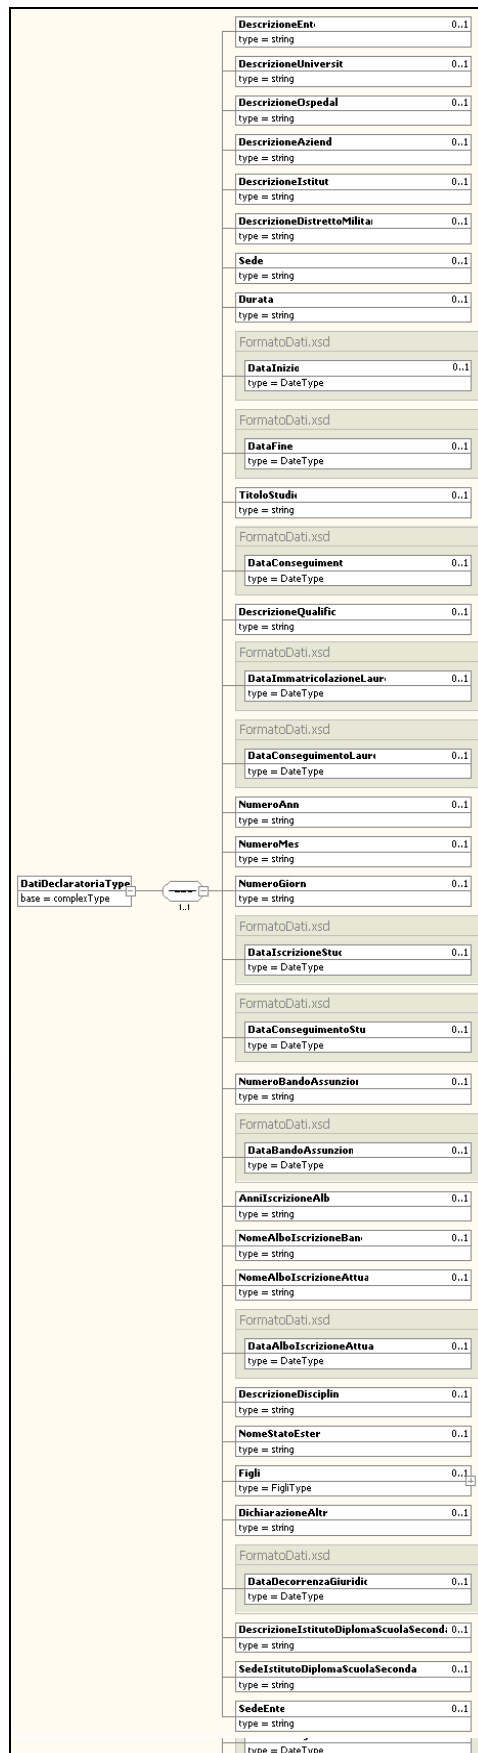 DescrizioneEnt 0..1
type = string
DescrizioneUniversit 0..1
type = string
DescrizioneOspedal 0..1
type = string
DescrizioneAziend 0..1
type = string
DescrizioneIstitut 0..1
type = string
DescrizioneDistrettoMilita 0..1
type = string
Sede 0..1
type = string
Durata 0..1
type = string
FormatoDati.xsd
DataInizio 0..1
type = DateType
FormatoDati.xsd
DataFine 0..1
type = DateType
TitoloStudi 0..1
type = string
FormatoDati.xsd
DataConseguiment 0..1
type = DateType
DescrizioneQualific 0..1
type = string
FormatoDati.xsd
DataImmatricolazioneLaur 0..1
type = DateType
FormatoDati.xsd
DataConseguimentoLaur 0..1
type = DateType
NumeroAnn 0..1
type = string
NumeroMes 0..1
type = string
DatiDeclaratoriaType
base = complexType
1..1
NumeroGiorn 0..1
type = string
FormatoDati.xsd
DataIscrizioneStuc 0..1
type = DateType
FormatoDati.xsd
DataConseguimentoStu 0..1
type = DateType
NumeroBandoAssunzio 0..1
type = string
FormatoDati.xsd
DataBandoAssunzion 0..1
type = DateType
AnniIscrizioneAlb 0..1
type = string
NomeAlboIscrizioneBan 0..1
type = string
NomeAlboIscrizioneAttua 0..1
type = string
FormatoDati.xsd
DataAlboIscrizioneAttua 0..1
type = DateType
DescrizioneDisciplin 0..1
type = string
NomeStatoEster 0..1
type = string
Figli 0..1
type = FigliType
DichiarazioneAltr 0..1
type = string
FormatoDati.xsd
DataDecorrenzaGiuridic 0..1
type = DateType
DescrizioneIstitutoDiplomaScuolaSecond 0..1
type = string
SedeIstitutoDiplomaScuolaSeconda 0..1
type = string
SedeEnte 0..1
type = string
type = DateType